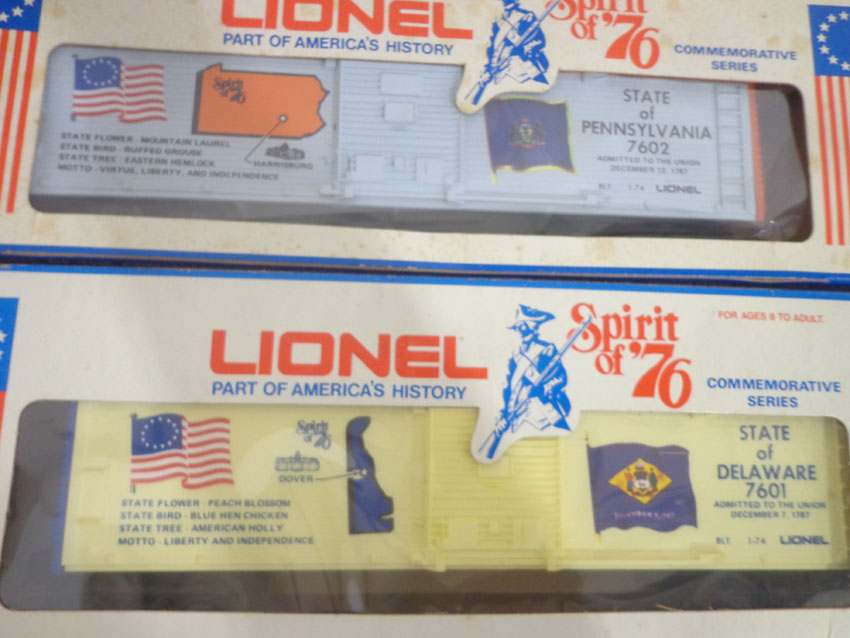 LIONEL
PART OF AMERICA'S HISTORY
Spirit
of '76
COMMEMORATIVE
SERIES
Spirit
of '76
STATE FLOWER · MOUNTAIN LAUREL
STATE BIRD · RUFFED GROUSE
STATE TREE · EASTERN HEMLOCK
MOTTO · VIRTUE, LIBERTY, AND INDEPENDENCE
HARRISBURG
STATE
of
PENNSYLVANIA
7602
ADMITTED TO THE UNION
DECEMBER 12, 1787
BLT 1-74 LIONEL
LIONEL
PART OF AMERICA'S HISTORY
Spirit
of '76
FOR AGES 8 TO ADULT.
COMMEMORATIVE
SERIES
Spirit
of '76
DOVER
STATE FLOWER · PEACH BLOSSOM
STATE BIRD · BLUE HEN CHICKEN
STATE TREE · AMERICAN HOLLY
MOTTO · LIBERTY AND INDEPENDENCE
STATE
of
DELAWARE
7601
ADMITTED TO THE UNION
DECEMBER 7, 1787
BLT 1-74 LIONEL